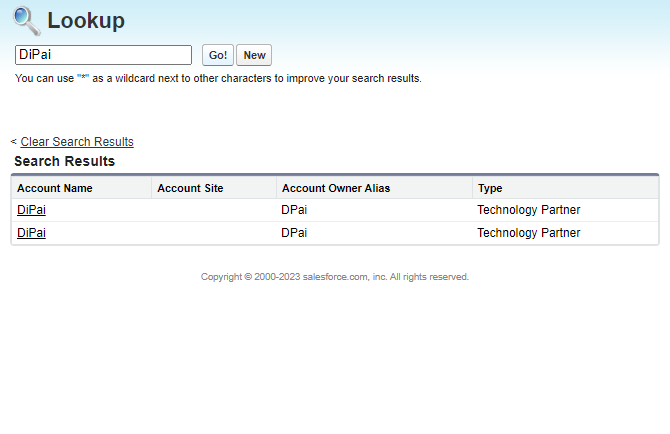 Lookup
DiPai Go! New
You can use "*" as a wildcard next to other characters to improve your search results.
< Clear Search Results
Search Results
Account Name Account Site Account Owner Alias Type
DiPai DPai Technology Partner
DiPai DPai Technology Partner
Copyright © 2000-2023 salesforce.com, inc. All rights reserved.